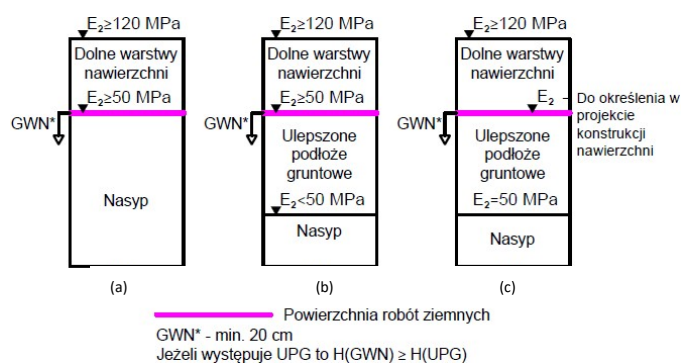 E₂≥120 MPa
Dolne warstwy
nawierzchni
E₂≥50 MPa
GWN*
Nasyp
(a)
E₂≥120 MPa
Dolne warstwy
nawierzchni
E₂≥50 MPa
GWN*
Ulepszone
podłoże
gruntowe
E₂<50 MPa
Nasyp
(b)
E₂≥120 MPa
Dolne warstwy
nawierzchni
E₂
GWN*
Ulepszone
podłoże
gruntowe
E₂=50 MPa
Nasyp
(c)
– Do określenia w
projekcie
konstrukcji
nawierzchni
Powierzchnia robót ziemnych
GWN* - min. 20 cm
Jeżeli występuje UPG to H(GWN) ≥ H(UPG)